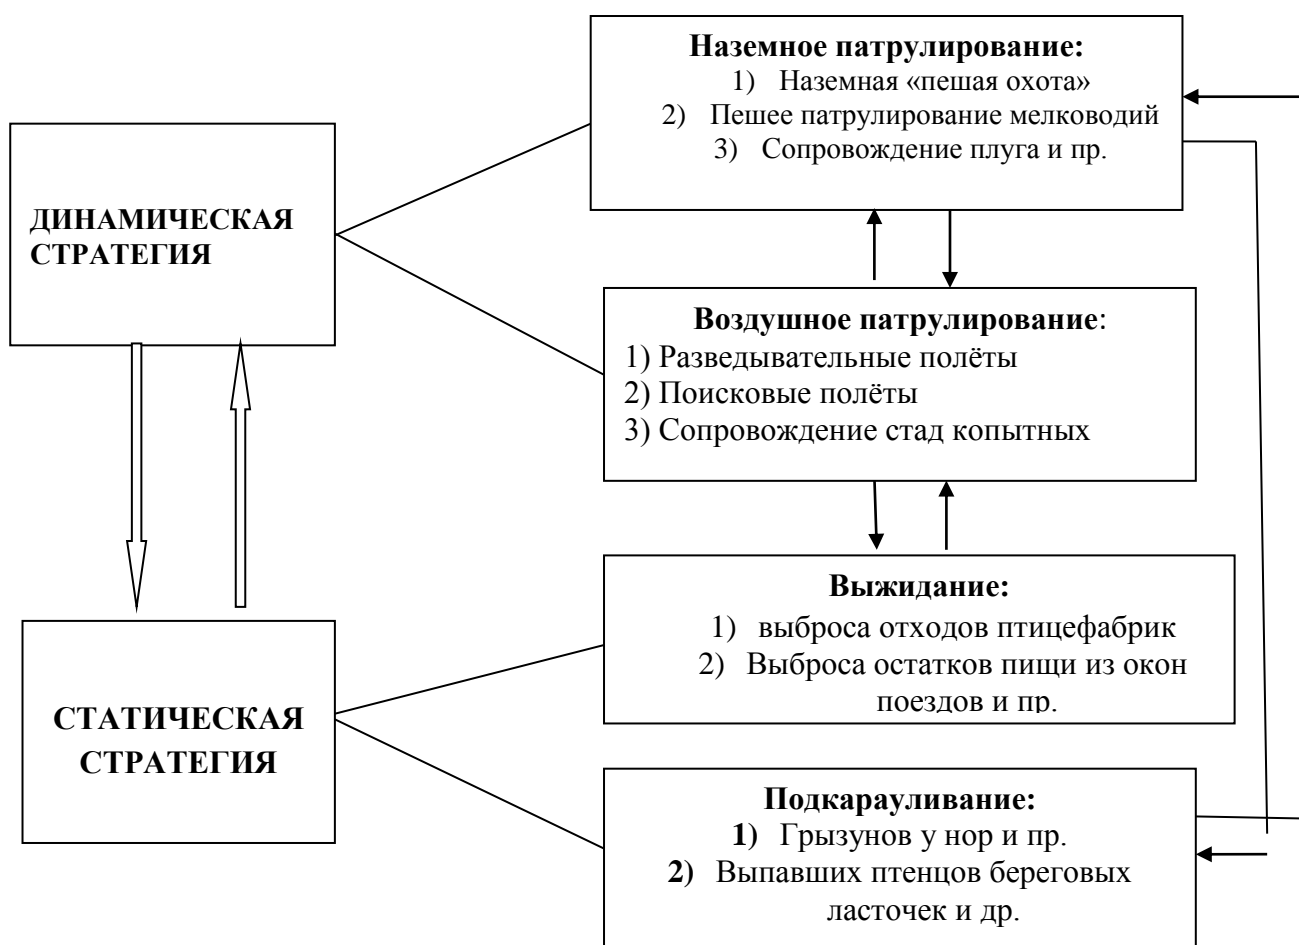 Наземное патрулирование:
1) Наземная «пешая охота»
2) Пешее патрулирование мелководий
3) Сопровождение плуга и пр.
ДИНАМИЧЕСКАЯ
СТРАТЕГИЯ
Воздушное патрулирование:
1) Разведывательные полёты
2) Поисковые полёты
3) Сопровождение стад копытных
Выжидание:
1) выброса отходов птицефабрик
2) Выброса остатков пищи из окон
поездов и пр.
СТАТИЧЕСКАЯ
СТРАТЕГИЯ
Подкарауливание:
1) Грызунов у нор и пр.
2) Выпавших птенцов береговых
ласточек и др.